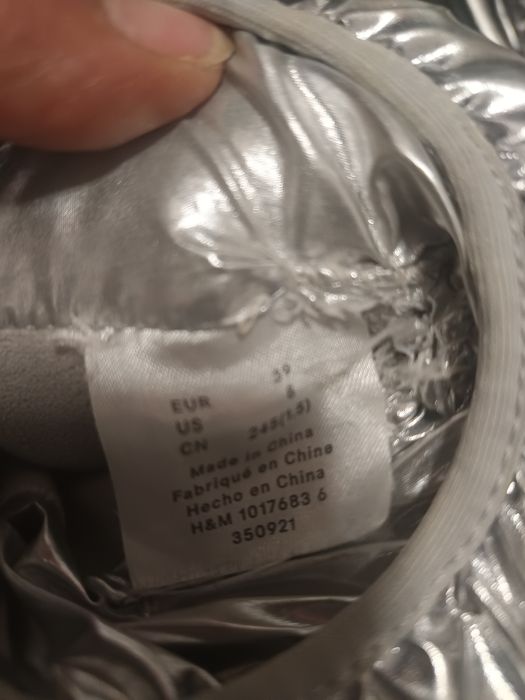 EUR 39
US 6
CN 245(1.5)
Made in China
Fabriqué en Chine
Hecho en China
H&M 1017683 6
350921